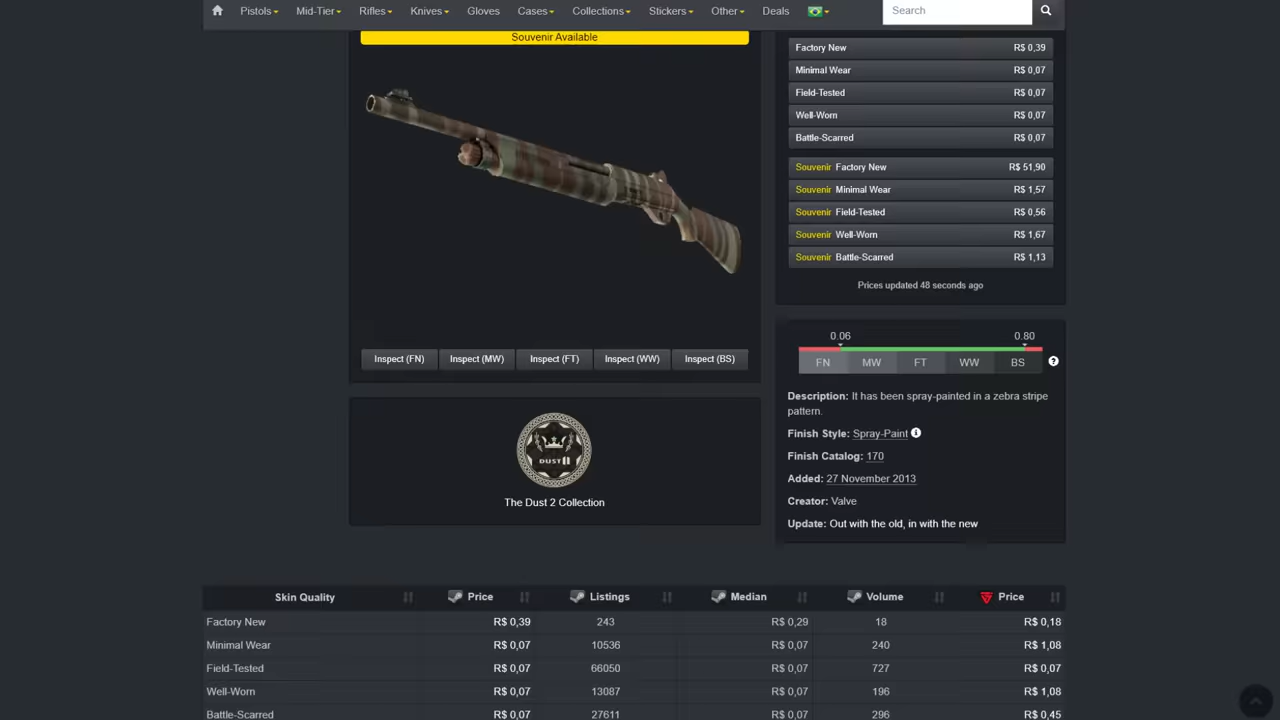 Pistols Mid-Tier Rifles Knives Gloves Cases Collections Stickers Other Deals Search
Souvenir Available
Inspect (FN) Inspect (MW) Inspect (FT) Inspect (WW) Inspect (BS)
DUST II
The Dust 2 Collection
Factory New R$ 0,39
Minimal Wear R$ 0,07
Field-Tested R$ 0,07
Well-Worn R$ 0,07
Battle-Scarred R$ 0,07
Souvenir Factory New R$ 51,90
Souvenir Minimal Wear R$ 1,57
Souvenir Field-Tested R$ 0,56
Souvenir Well-Worn R$ 1,67
Souvenir Battle-Scarred R$ 1,13
Prices updated 48 seconds ago
0.06 0.80
FN MW FT WW BS ?
Description: It has been spray-painted in a zebra stripe
pattern.
Finish Style: Spray-Paint
Finish Catalog: 170
Added: 27 November 2013
Creator: Valve
Update: Out with the old, in with the new
Skin Quality Price Listings Median Volume Price
Factory New R$ 0,39 243 R$ 0,29 18 R$ 0,18
Minimal Wear R$ 0,07 10536 R$ 0,07 240 R$ 1,08
Field-Tested R$ 0,07 66050 R$ 0,07 727 R$ 0,07
Well-Worn R$ 0,07 13087 R$ 0,07 196 R$ 1,08
Battle-Scarred R$ 0,07 27611 R$ 0,07 296 R$ 0,45